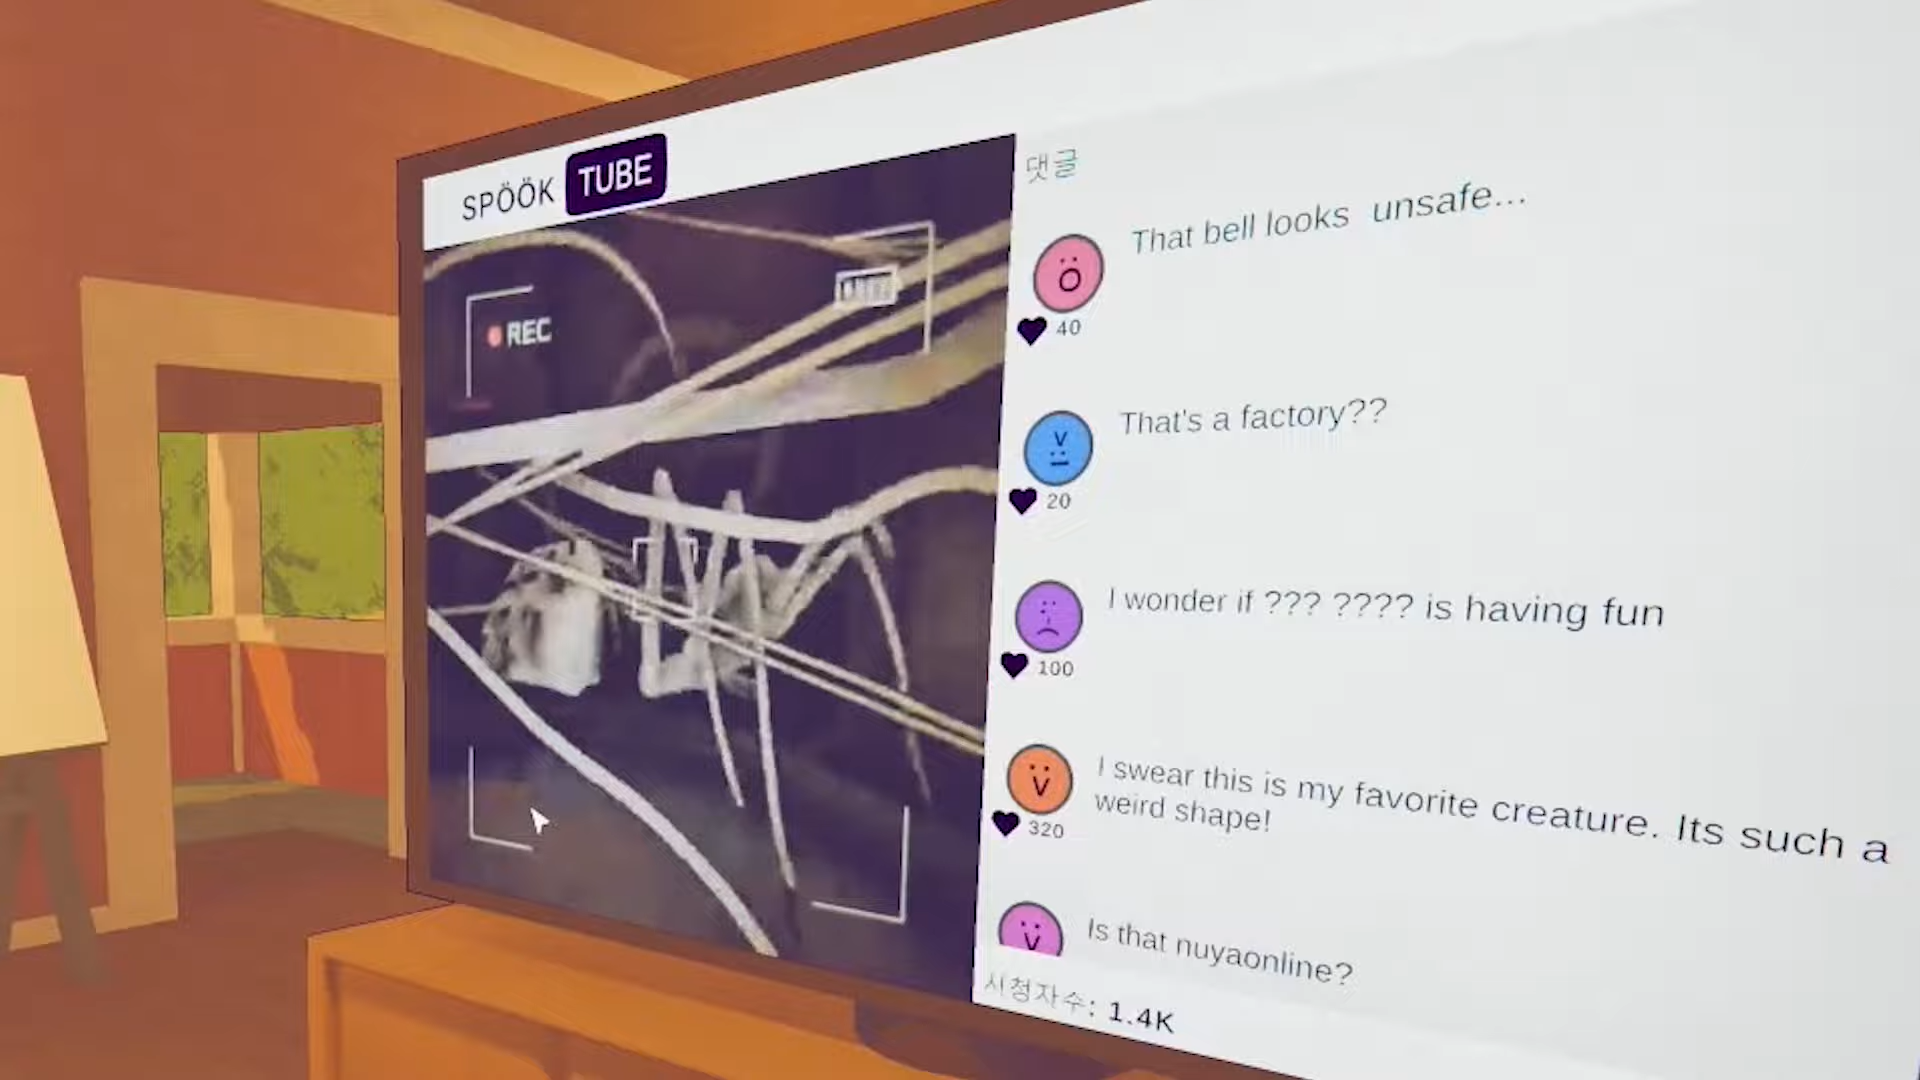 SPÖÖK TUBE
REC
댓글
That bell looks unsafe...
40
That's a factory??
20
I wonder if ??? ???? is having fun
100
I swear this is my favorite creature. Its such a
weird shape!
320
Is that nuyaonline?
시청자수: 1.4K